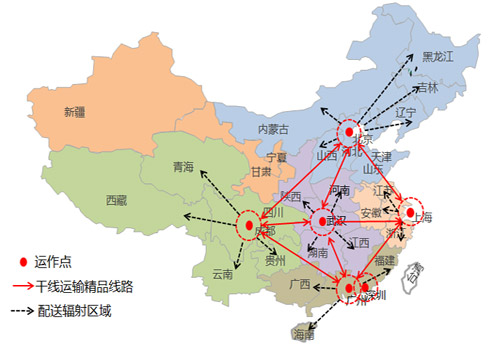 黑龙江
吉林
辽宁
新疆
内蒙古
北京
河北
天津
山西
山东
宁夏
甘肃
青海
陕西
河南
江苏
西藏
四川
成都
武汉
安徽
上海
浙
江西
湖南
贵州
云南
福建
台湾
广西
广州
深圳
海南
运作点
干线运输精品线路
配送辐射区域